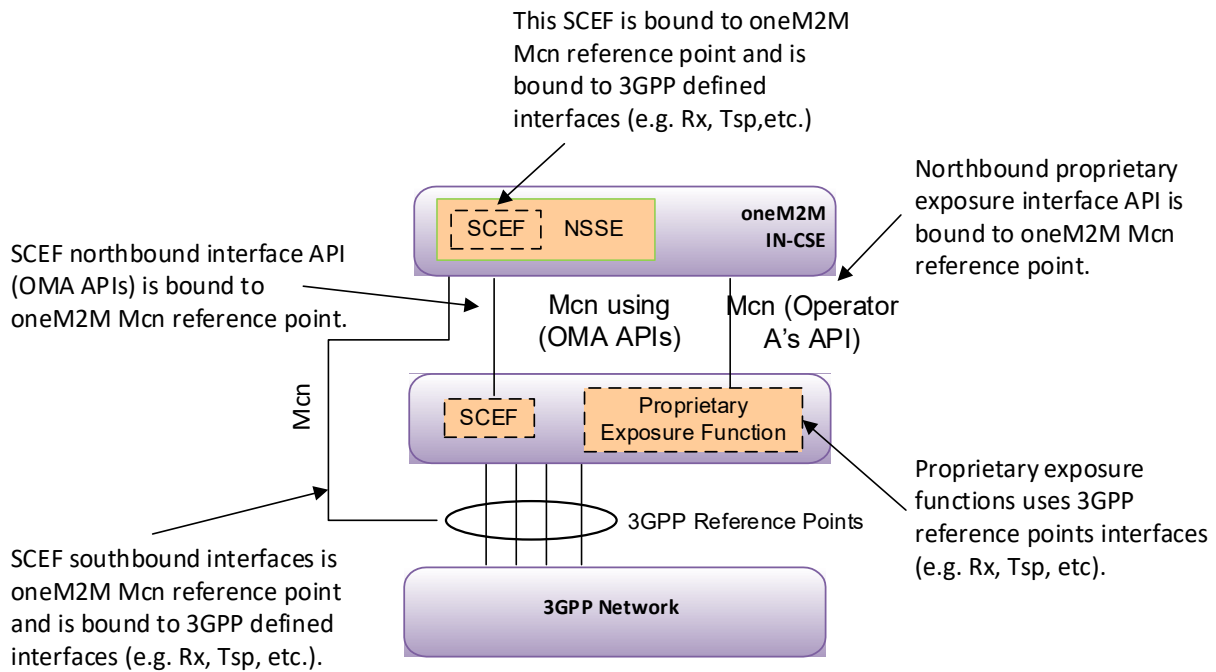 This SCEF is bound to oneM2M
Mcn reference point and is
bound to 3GPP defined
interfaces (e.g. Rx, Tsp,etc.)
Northbound proprietary
exposure interface API is
bound to oneM2M Mcn
reference point.
SCEF northbound interface API
(OMA APIs) is bound to
oneM2M Mcn reference point.
SCEF
NSSE
oneM2M
IN-CSE
Mcn using
(OMA APIs)
Mcn (Operator
A's API)
Mcn
SCEF
Proprietary
Exposure Function
3GPP Reference Points
Proprietary exposure
functions uses 3GPP
reference points interfaces
(e.g. Rx, Tsp, etc).
SCEF southbound interfaces is
oneM2M Mcn reference point
and is bound to 3GPP defined
interfaces (e.g. Rx, Tsp, etc.).
3GPP Network